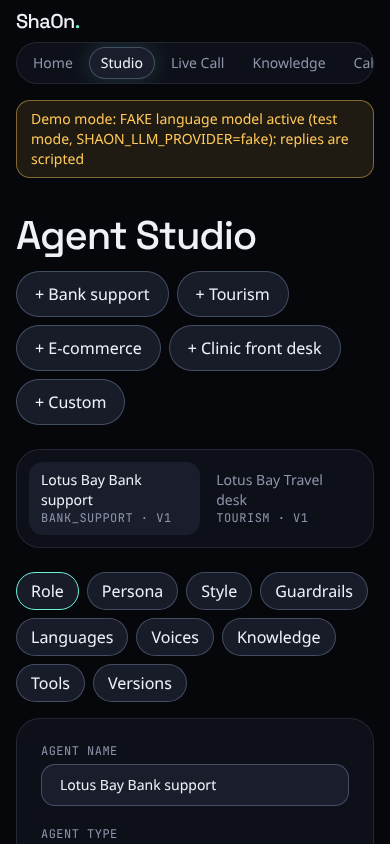 ShaOn.
Home Studio Live Call Knowledge Cal
Demo mode: FAKE language model active (test
mode, SHAON_LLM_PROVIDER=fake): replies are
scripted
Agent Studio
+ Bank support + Tourism
+ E-commerce + Clinic front desk
+ Custom
Lotus Bay Bank
support
BANK_SUPPORT · V1
Lotus Bay Travel
desk
TOURISM · V1
Role Persona Style Guardrails
Languages Voices Knowledge
Tools Versions
AGENT NAME
Lotus Bay Bank support
AGENT TYPE